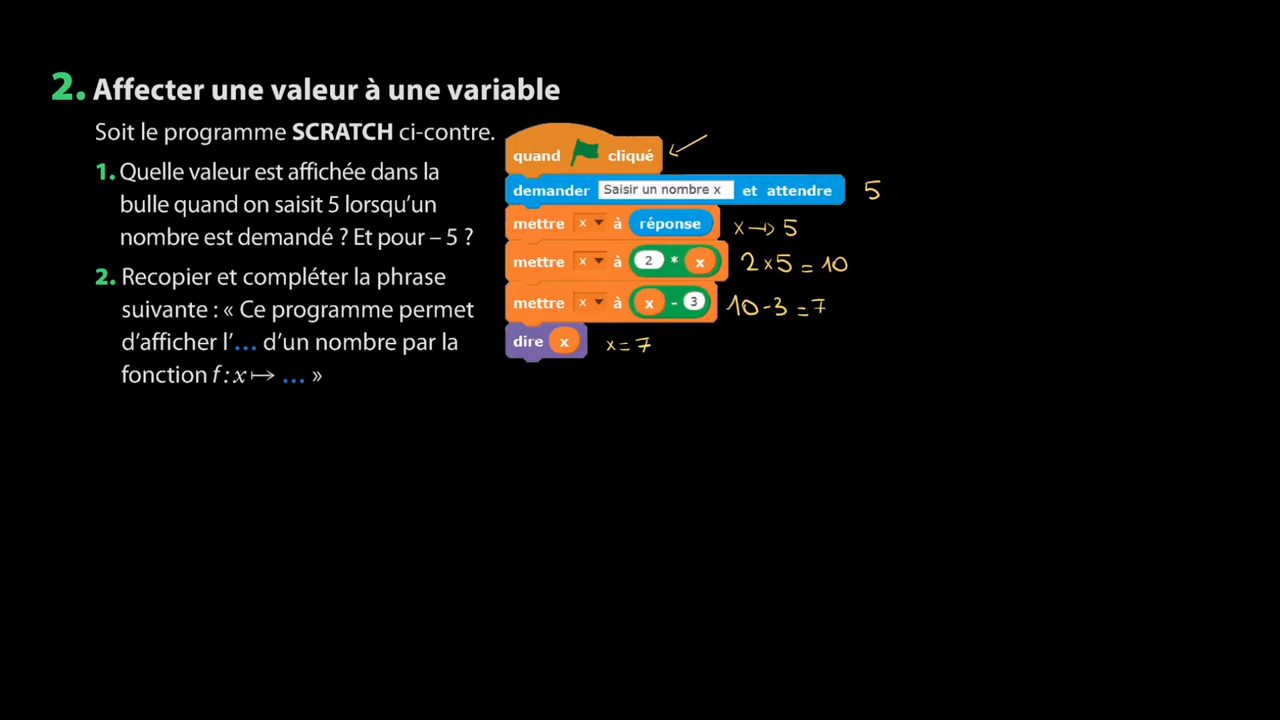 2. Affecter une valeur à une variable
Soit le programme SCRATCH ci-contre.
1. Quelle valeur est affichée dans la
bulle quand on saisit 5 lorsqu'un
nombre est demandé ? Et pour – 5 ?
2. Recopier et compléter la phrase
suivante : « Ce programme permet
d'afficher l'... d'un nombre par la
fonction f : x ↦ ... »
quand cliqué
demander Saisir un nombre x et attendre 5
mettre x à réponse x → 5
mettre x à 2 * x 2 × 5 = 10
mettre x à x - 3 10 - 3 = 7
dire x x = 7